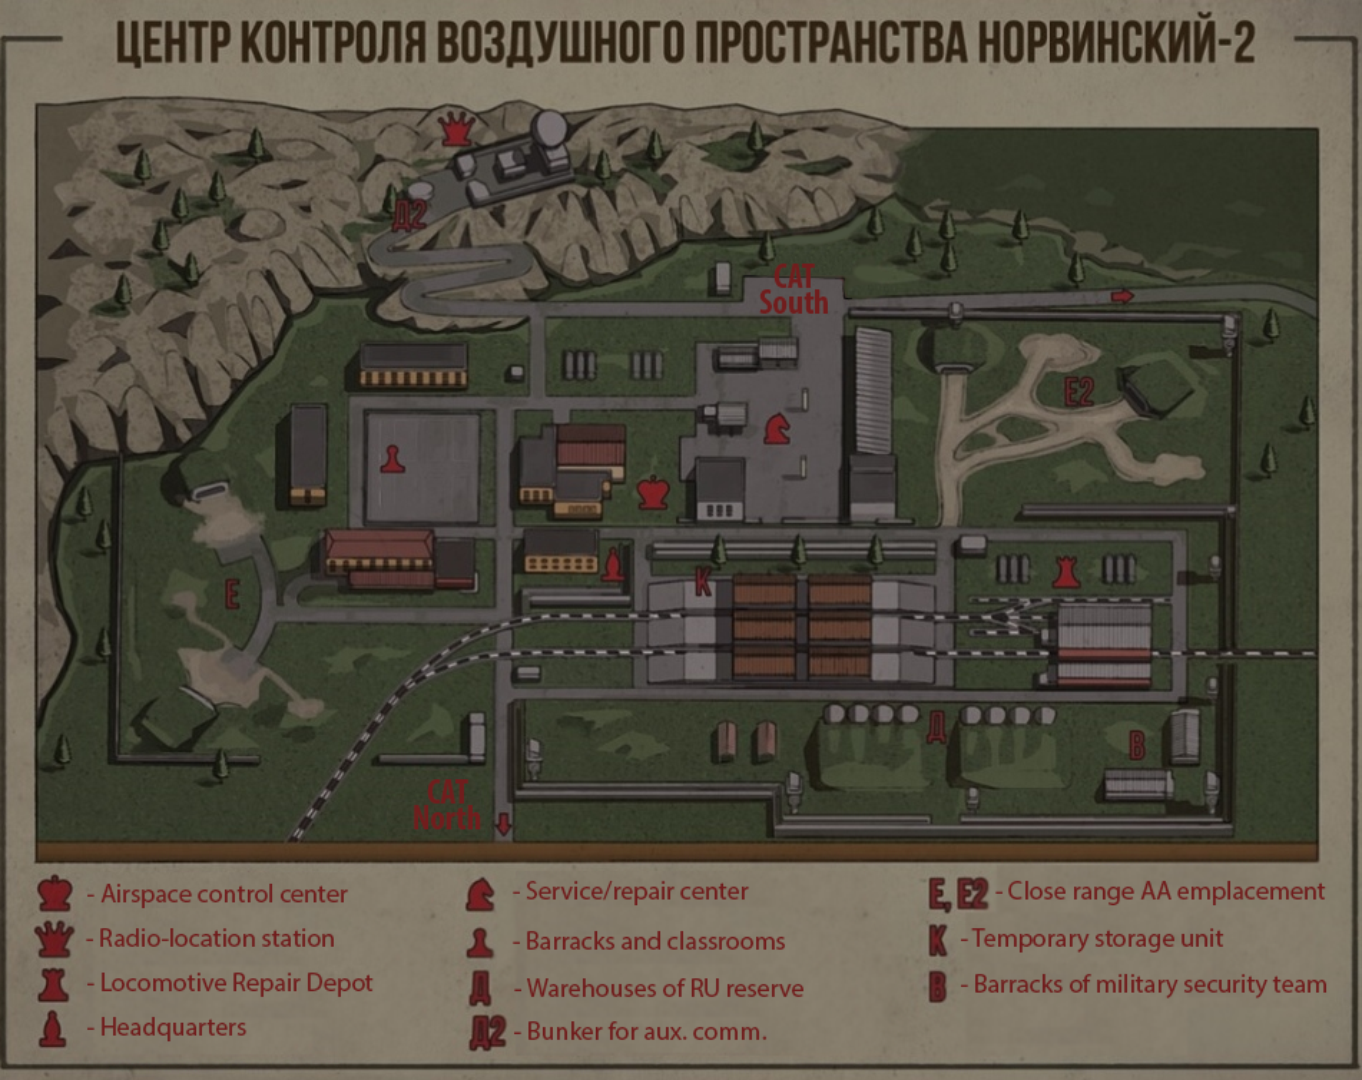 ЦЕНТР КОНТРОЛЯ ВОЗДУШНОГО ПРОСТРАНСТВА НОРВИНСКИЙ-2
Д2
CAT
South
E2
E
K
Д
B
CAT
North
- Airspace control center
- Radio-location station
- Locomotive Repair Depot
- Headquarters
- Service/repair center
- Barracks and classrooms
Д - Warehouses of RU reserve
Д2 - Bunker for aux. comm.
E, E2 - Close range AA emplacement
K - Temporary storage unit
B - Barracks of military security team